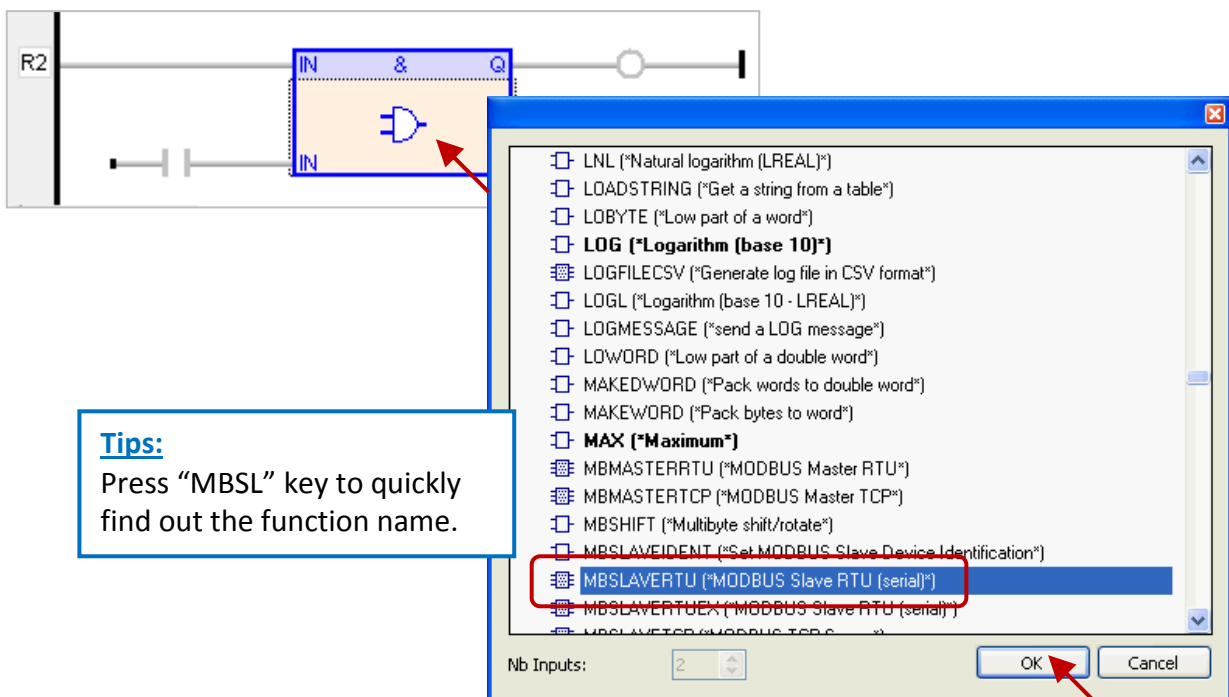 R2
IN & Q
IN
LNL (*Natural logarithm (LREAL)*)
LOADSTRING (*Get a string from a table*)
LOBYTE (*Low part of a word*)
LOG (*Logarithm (base 10)*)
LOGFILECSV (*Generate log file in CSV format*)
LOGL (*Logarithm (base 10 - LREAL)*)
LOGMESSAGE (*send a LOG message*)
LOWORD (*Low part of a double word*)
MAKEDWORD (*Pack words to double word*)
MAKEWORD (*Pack bytes to word*)
MAX (*Maximum*)
MBMASTERRTU (*MODBUS Master RTU*)
MBMASTERTCP (*MODBUS Master TCP*)
MBSHIFT (*Multibyte shift/rotate*)
MBSLAVEIDENT (*Set MODBUS Slave Device Identification*)
MBSLAVERTU (*MODBUS Slave RTU (serial)*)
MBSLAVERTUEX (*MODBUS Slave RTU (serial)*)
MBSLAVETCP (*MODBUS TCP
Nb Inputs: 2 OK Cancel
Tips:
Press “MBSL” key to quickly
find out the function name.